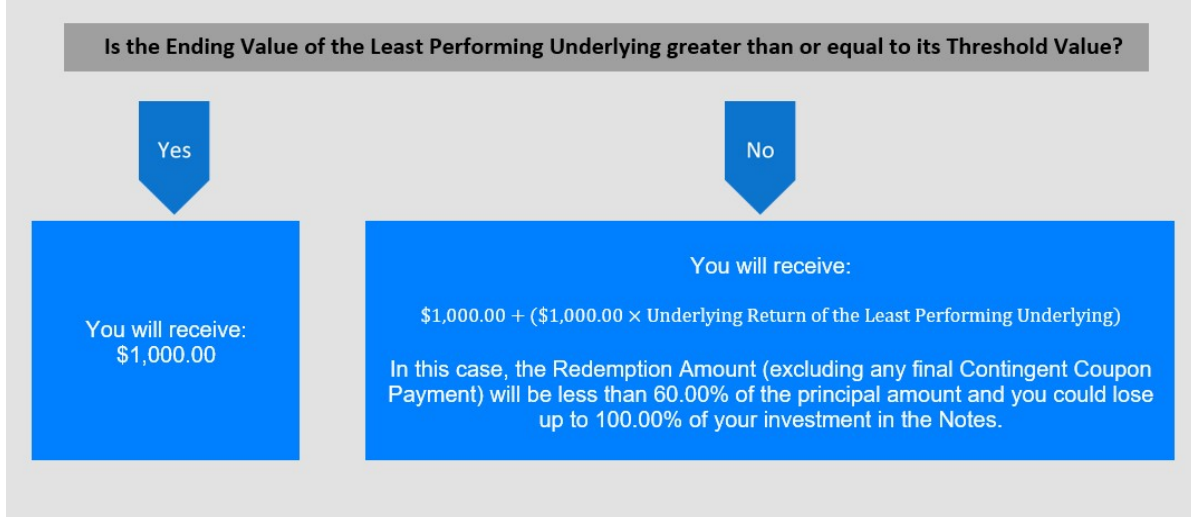 Is the Ending Value of the Least Performing Underlying greater than or equal to its Threshold Value?
Yes
No
You will receive:
$1,000.00
You will receive:
$1,000.00 + ($1,000.00 × Underlying Return of the Least Performing Underlying)
In this case, the Redemption Amount (excluding any final Contingent Coupon
Payment) will be less than 60.00% of the principal amount and you could lose
up to 100.00% of your investment in the Notes.